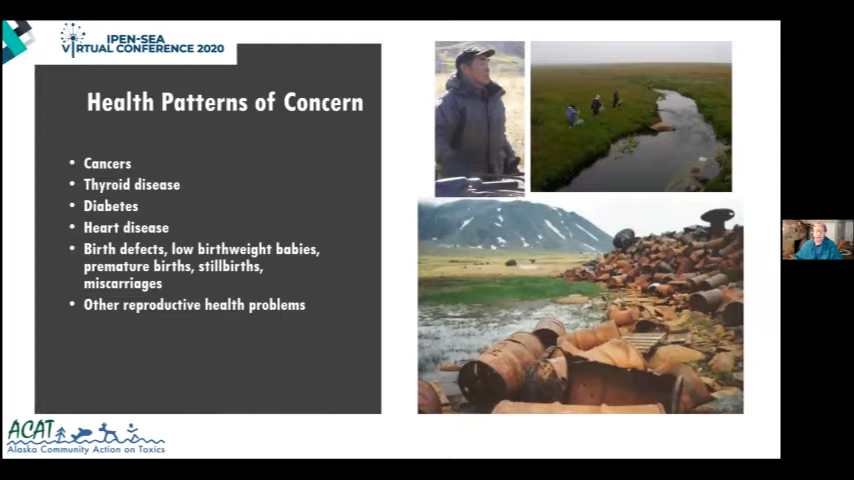 IPEN-SEA
VIRTUAL CONFERENCE 2020
Health Patterns of Concern
• Cancers
• Thyroid disease
• Diabetes
• Heart disease
• Birth defects, low birthweight babies,
premature births, stillbirths,
miscarriages
• Other reproductive health problems
ACAT
Alaska Community Action on Toxics